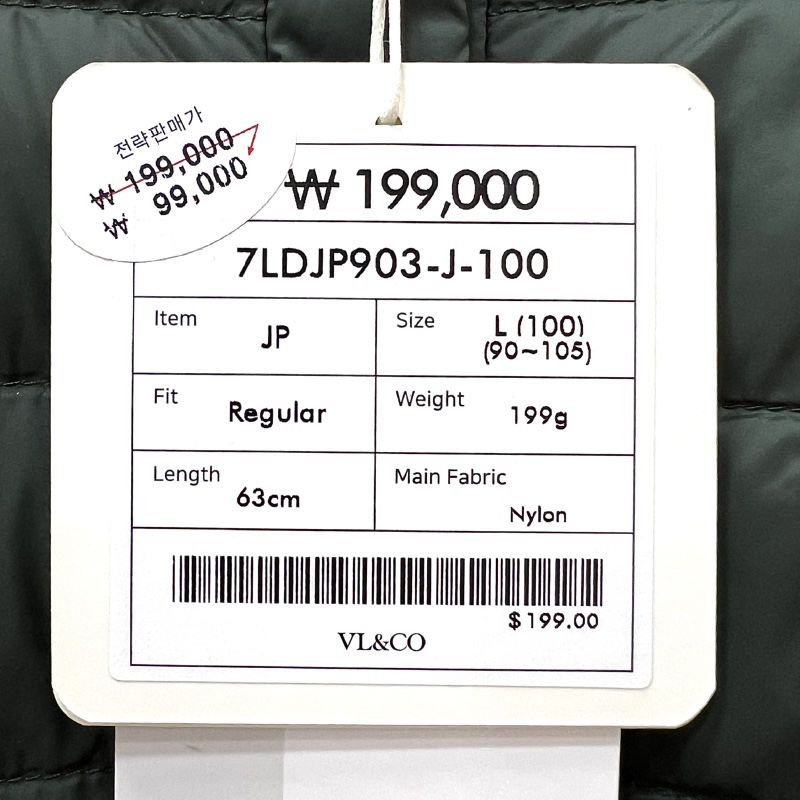 전략판매가
₩ 199,000
₩ 99,000
₩ 199,000
7LDJP903-J-100
Item JP
Size L (100)
(90~105)
Fit Regular
Weight 199g
Length 63cm
Main Fabric Nylon
$ 199.00
VL&CO